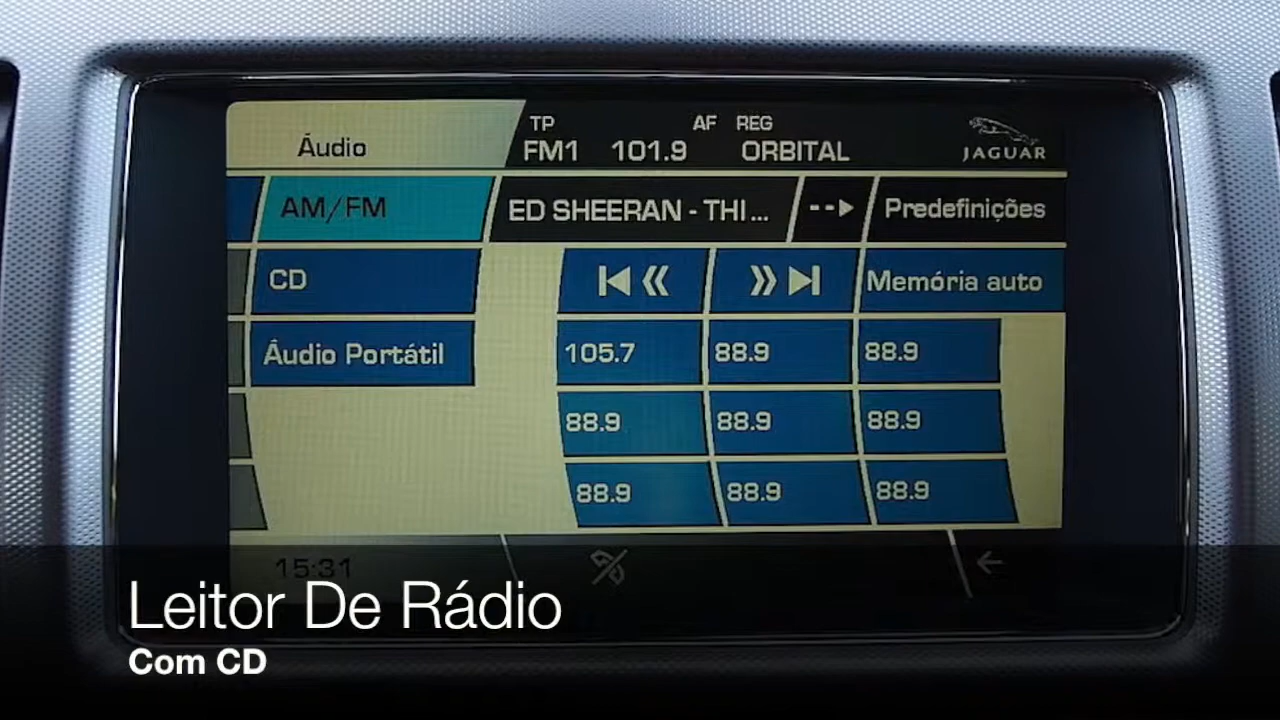 Áudio
TP AF REG
FM1 101.9 ORBITAL
JAGUAR
AM/FM
ED SHEERAN - THI...
Predefinições
CD
Memória auto
Áudio Portátil
105.7 88.9 88.9
88.9 88.9 88.9
88.9 88.9 88.9
15:31
Leitor De Rádio
Com CD